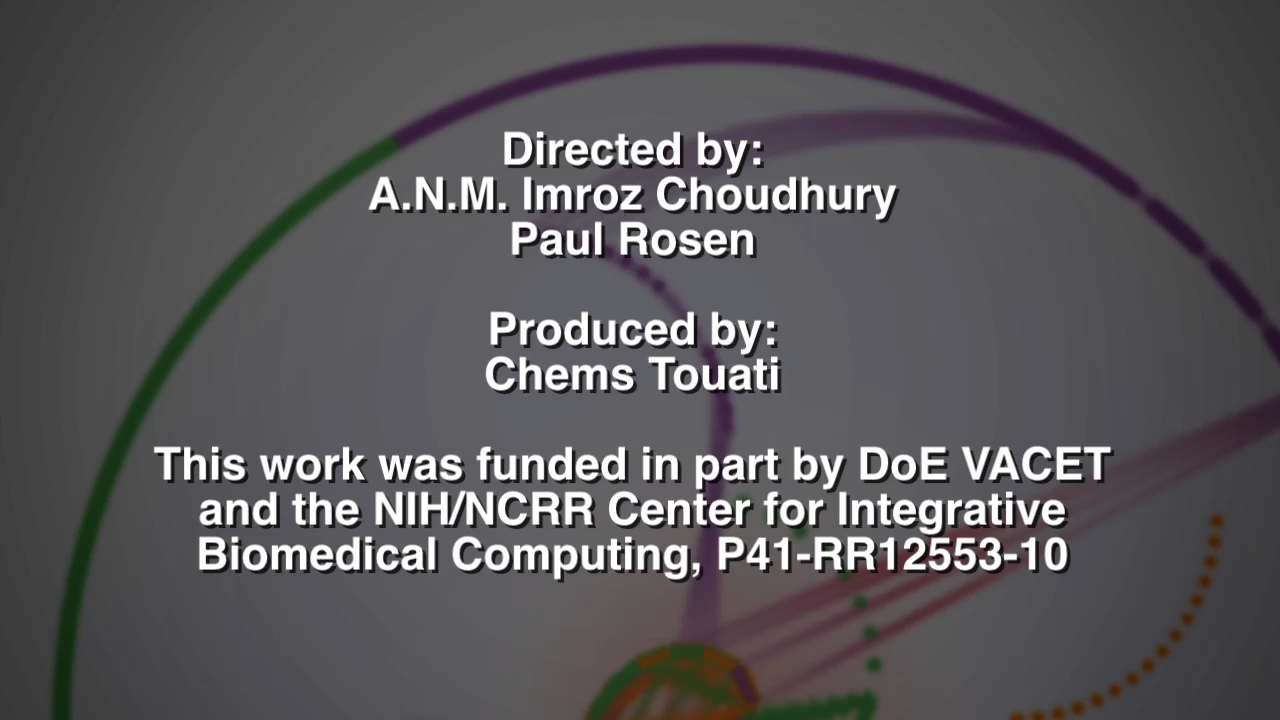 Directed by:
A.N.M. Imroz Choudhury
Paul Rosen
Produced by:
Chems Touati
This work was funded in part by DoE VACET
and the NIH/NCRR Center for Integrative
Biomedical Computing, P41-RR12553-10